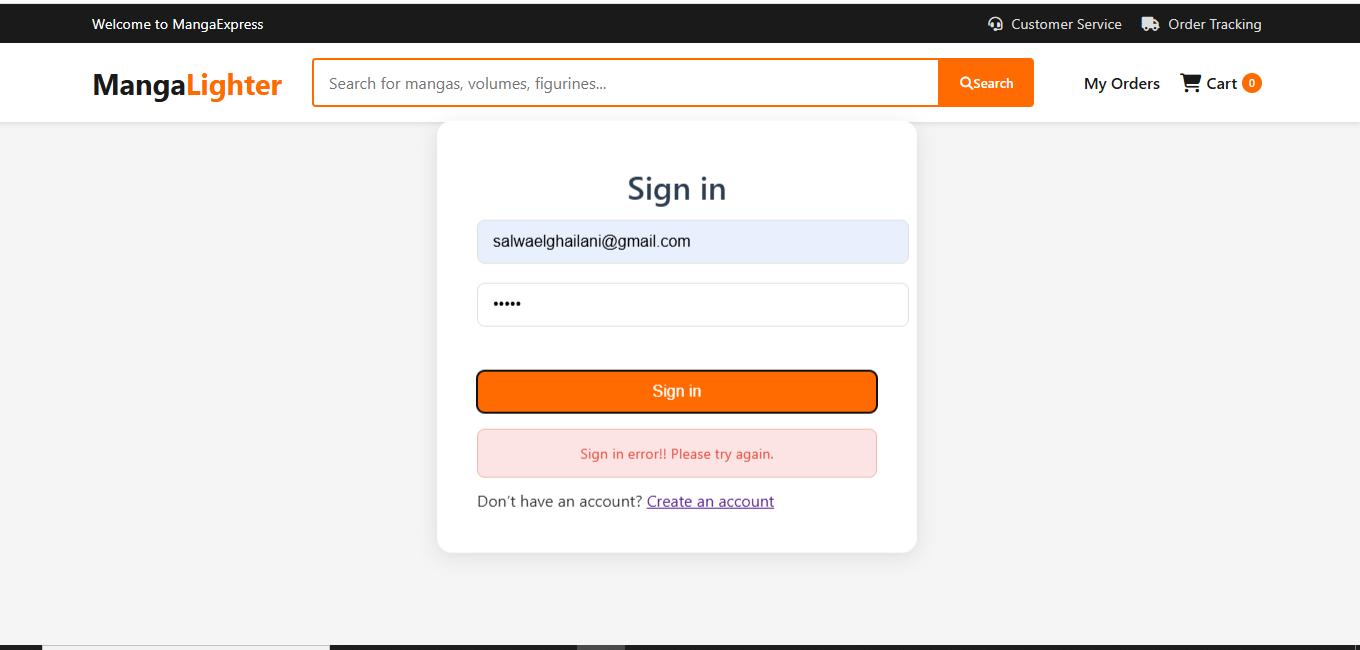 Welcome to MangaExpress
Customer Service
Order Tracking
MangaLighter
Search for mangas, volumes, figurines...
Search
My Orders
Cart 0
Sign in
salwaelghailani@gmail.com
•••••
Sign in
Sign in error!! Please try again.
Don't have an account? Create an account